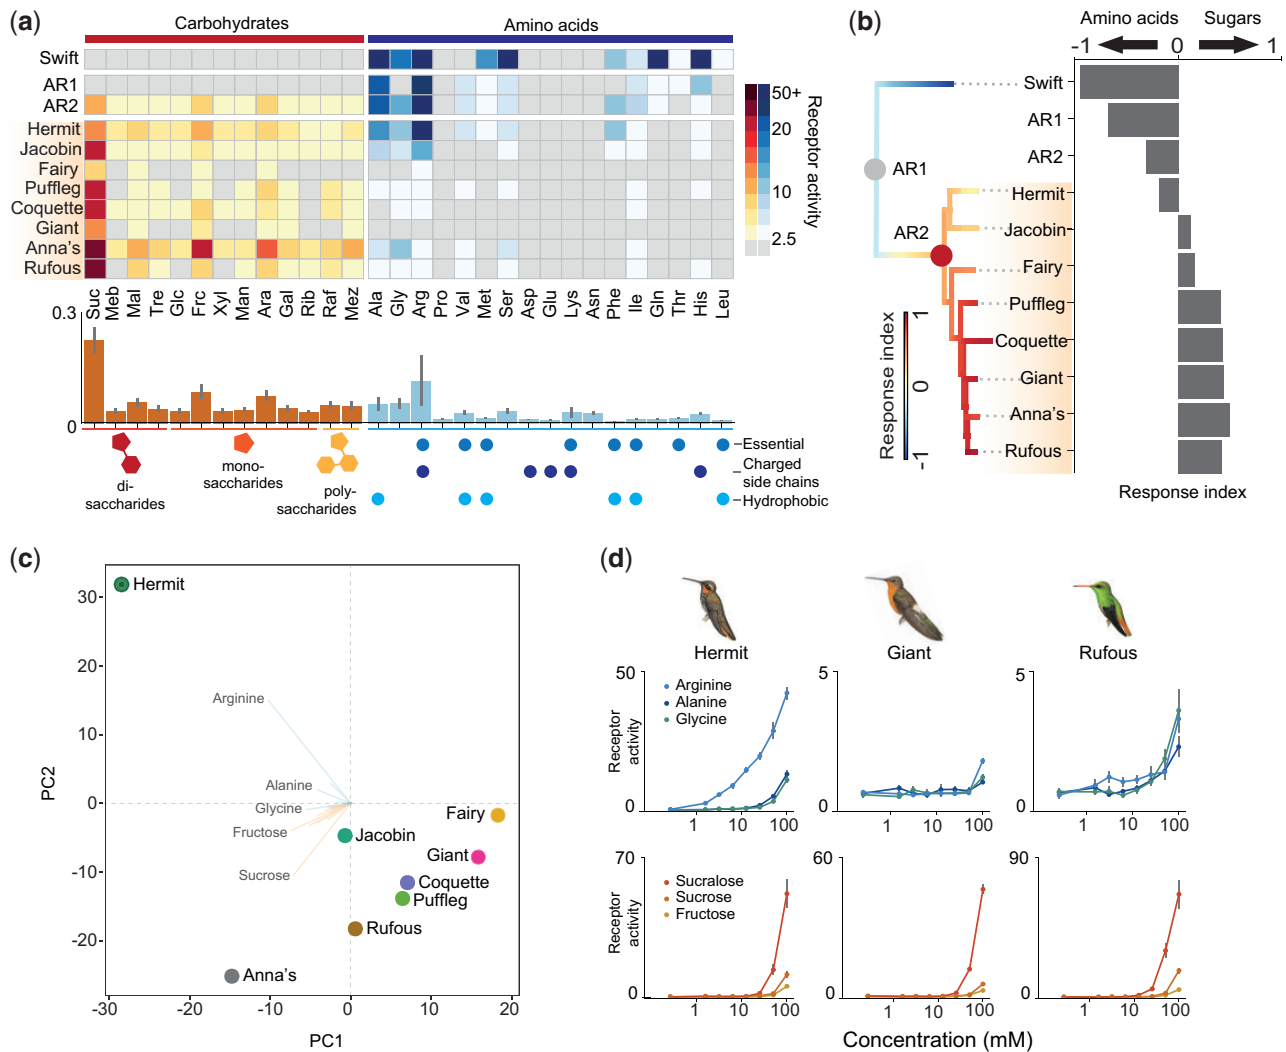 (a)
Carbohydrates
Amino acids
Swift
AR1
AR2
Hermit
Jacobin
Fairy
Puffleg
Coquette
Giant
Anna's
Rufous
50+
20
10
2.5
Receptor activity
Suc Meb Mal Tre Glc Frc Xyl Man Ara Gal Rib Raf Mez Ala Gly Arg Pro Val Met Ser Asp Glu Lys Asn Phe Ile Gln Thr His Leu
0.3
0
di-
saccharides
mono-
saccharides
poly-
saccharides
Essential
Charged
side chains
Hydrophobic
(b)
Amino acids Sugars
-1 0 1
AR1
AR2
Swift
AR1
AR2
Hermit
Jacobin
Fairy
Puffleg
Coquette
Giant
Anna's
Rufous
Response index
1
0
-1
Response index
(c)
PC2
30
20
10
0
-10
-20
Hermit
Arginine
Alanine
Glycine
Fructose
Sucrose
Jacobin
Fairy
Giant
Coquette
Puffleg
Rufous
Anna's
-30 -20 -10 0 10 20
PC1
(d)
Hermit Giant Rufous
Receptor
activity
50
0
Arginine
Alanine
Glycine
1 10 100
5
0
1 10 100
5
0
1 10 100
Receptor
activity
70
0
Sucralose
Sucrose
Fructose
1 10 100
60
0
1 10 100
90
0
1 10 100
Concentration (mM)